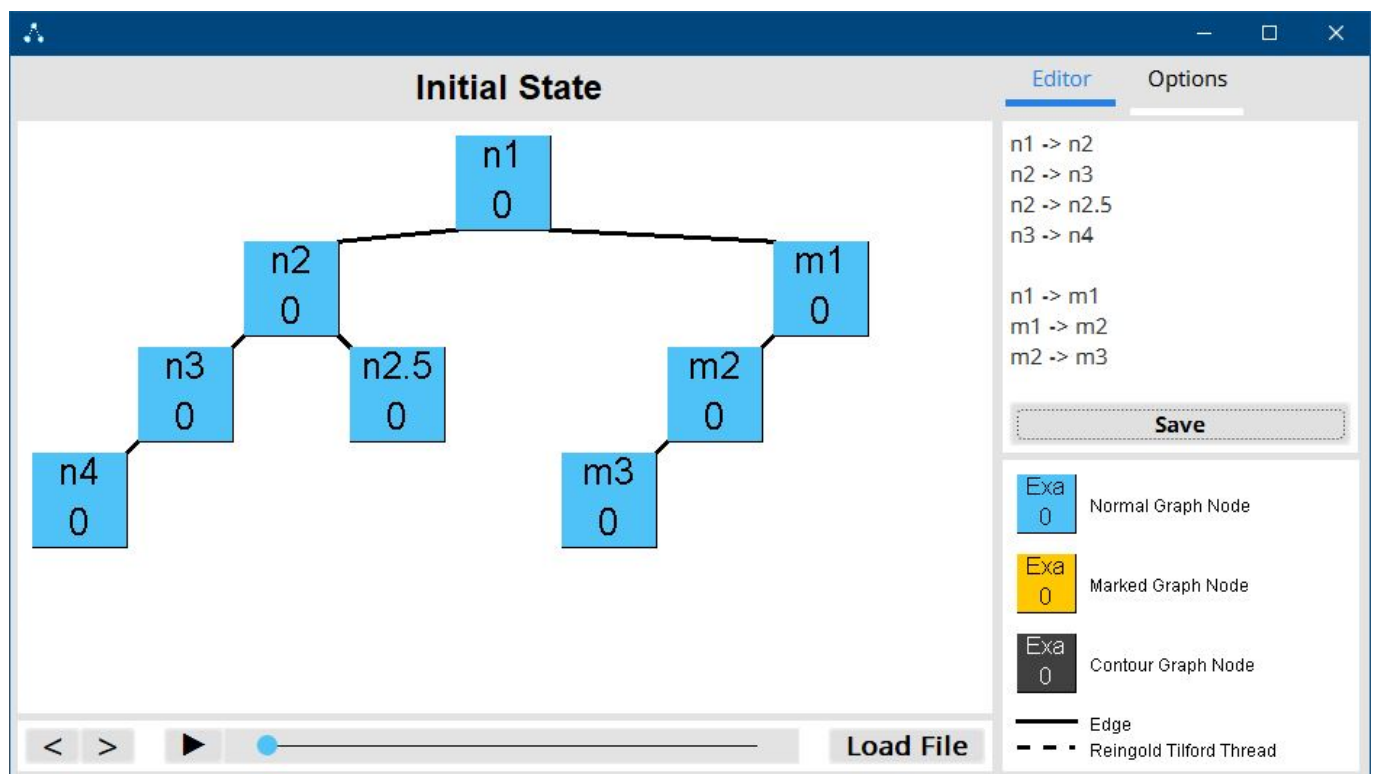 Initial State
Editor
Options
n1
0
n2
0
m1
0
n3
0
n2.5
0
m2
0
n4
0
m3
0
n1 -> n2
n2 -> n3
n2 -> n2.5
n3 -> n4
n1 -> m1
m1 -> m2
m2 -> m3
Save
Exa
0
Normal Graph Node
Exa
0
Marked Graph Node
Exa
0
Contour Graph Node
Edge
Reingold Tilford Thread
< >
Load File